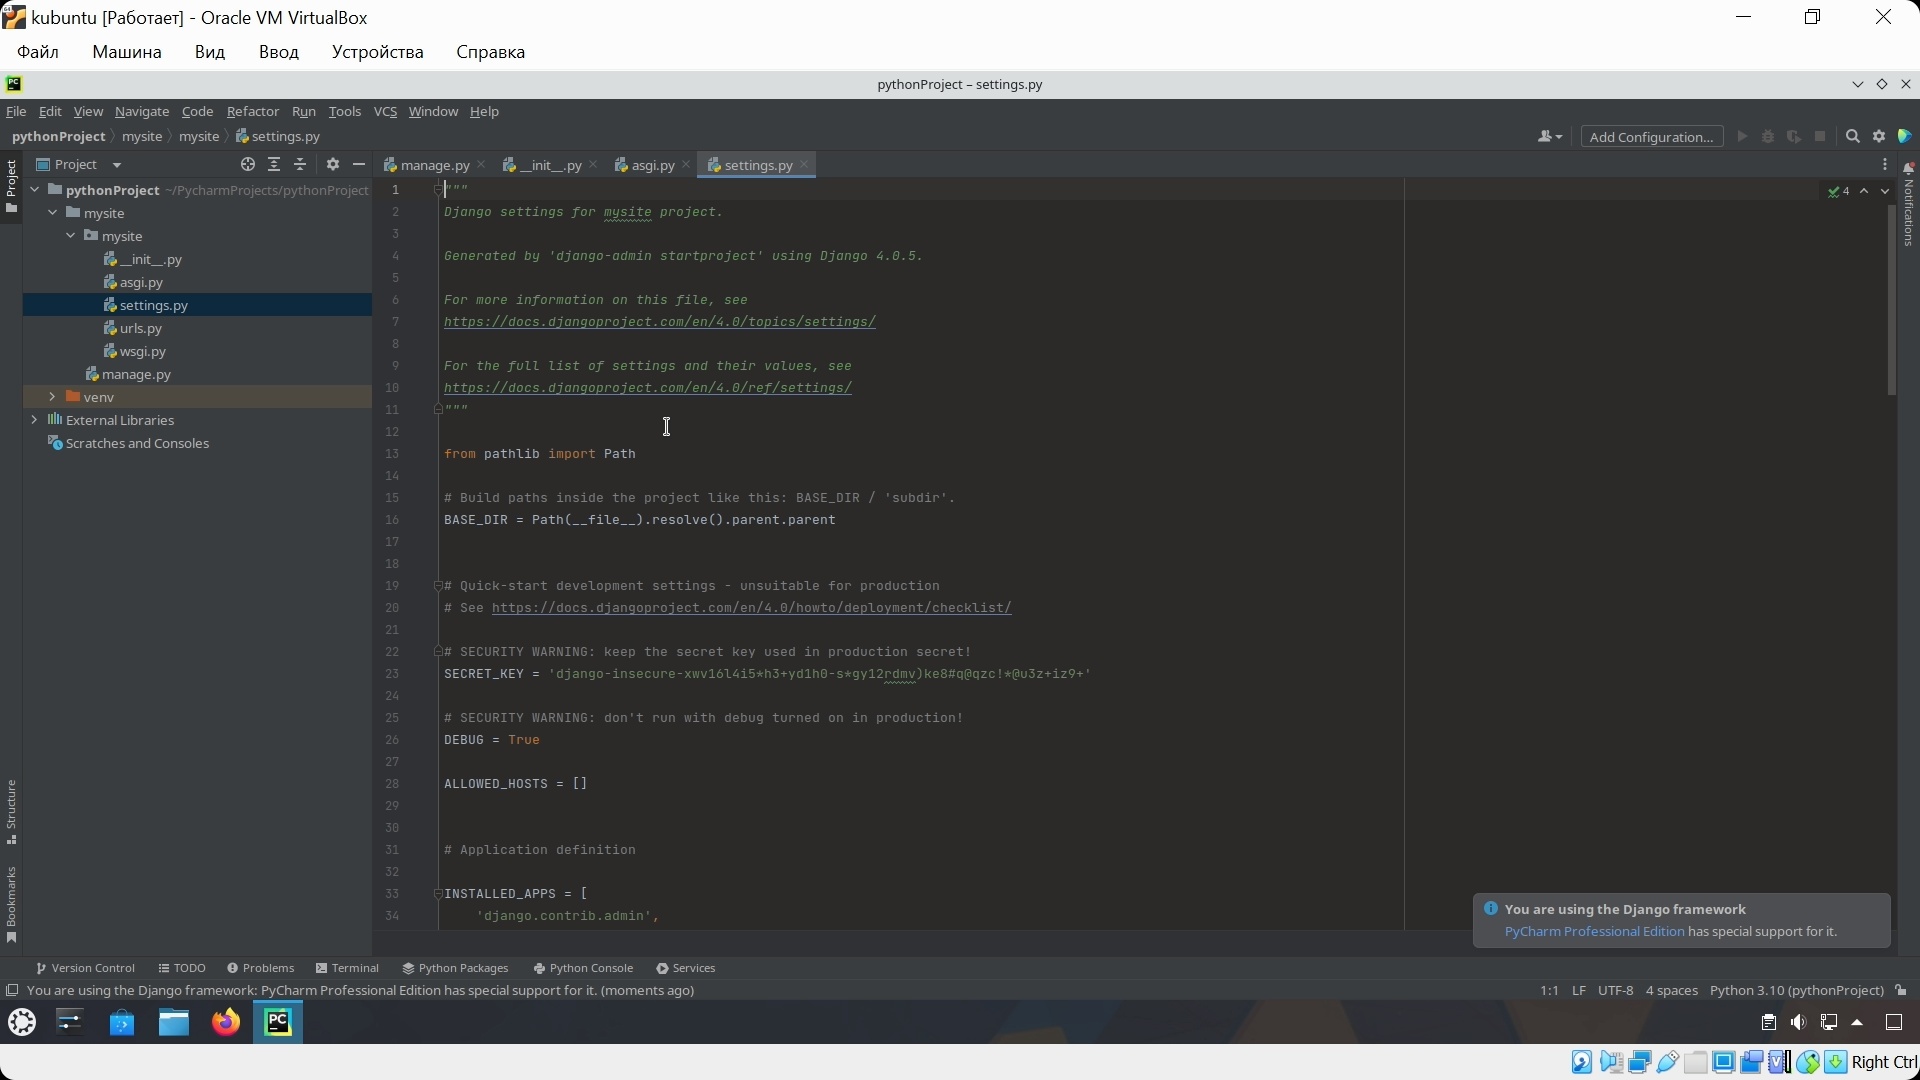 kubuntu [Работает] - Oracle VM VirtualBox
Файл Машина Вид Ввод Устройства Справка
pythonProject – settings.py
File Edit View Navigate Code Refactor Run Tools VCS Window Help
pythonProject mysite mysite settings.py
Add Configuration...
Project
manage.py __init__.py asgi.py settings.py
Project
Structure
Bookmarks
Notifications
pythonProject ~/PycharmProjects/pythonProject
mysite
mysite
__init__.py
asgi.py
settings.py
urls.py
wsgi.py
manage.py
venv
External Libraries
Scratches and Consoles
4
1 """
2 Django settings for mysite project.
3
4 Generated by 'django-admin startproject' using Django 4.0.5.
5
6 For more information on this file, see
7 https://docs.djangoproject.com/en/4.0/topics/settings/
8
9 For the full list of settings and their values, see
10 https://docs.djangoproject.com/en/4.0/ref/settings/
11 """
12
13 from pathlib import Path
14
15 # Build paths inside the project like this: BASE_DIR / 'subdir'.
16 BASE_DIR = Path(__file__).resolve().parent.parent
17
18
19 # Quick-start development settings - unsuitable for production
20 # See https://docs.djangoproject.com/en/4.0/howto/deployment/checklist/
21
22 # SECURITY WARNING: keep the secret key used in production secret!
23 SECRET_KEY = 'django-insecure-xwv16l4i5*h3+yd1h0-s*gy12rdmv)ke8#q@qzc!*@u3z+iz9+'
24
25 # SECURITY WARNING: don't run with debug turned on in production!
26 DEBUG = True
27
28 ALLOWED_HOSTS = []
29
30
31 # Application definition
32
33 INSTALLED_APPS = [
34 'django.contrib.admin',
You are using the Django framework
PyCharm Professional Edition has special support for it.
Version Control TODO Problems Terminal Python Packages Python Console Services
You are using the Django framework: PyCharm Professional Edition has special support for it. (moments ago)
1:1 LF UTF-8 4 spaces Python 3.10 (pythonProject)
Right Ctrl